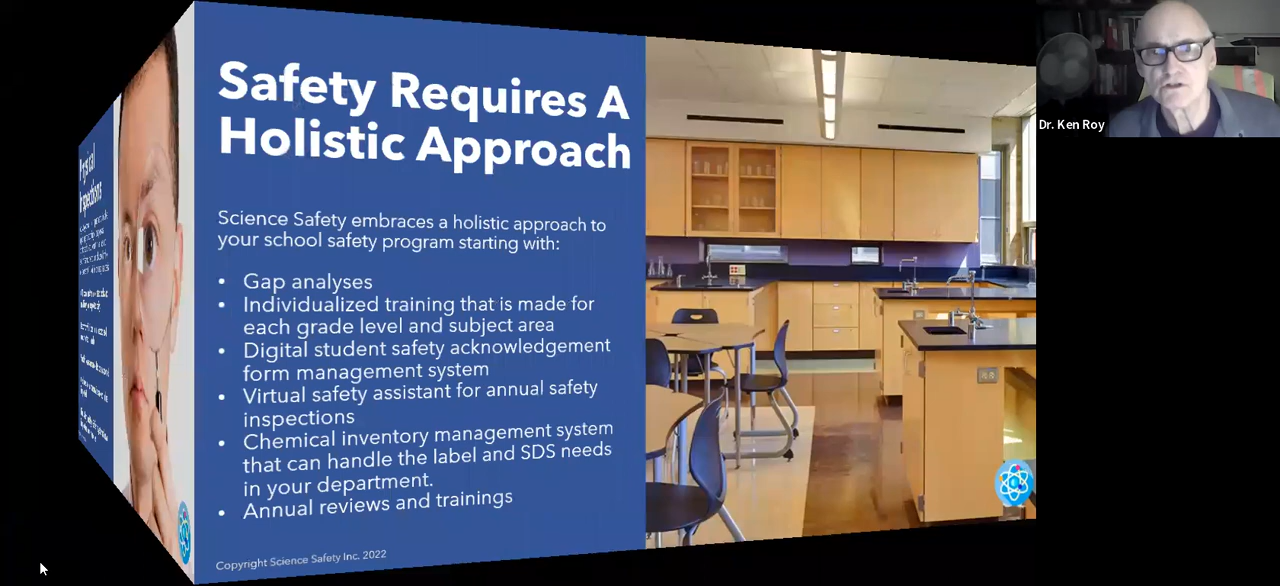 Safety Requires A
Holistic Approach
Science Safety embraces a holistic approach to
your school safety program starting with:
• Gap analyses
• Individualized training that is made for
each grade level and subject area
• Digital student safety acknowledgement
form management system
• Virtual safety assistant for annual safety
inspections
• Chemical inventory management system
that can handle the label and SDS needs
in your department.
• Annual reviews and trainings
Copyright Science Safety Inc. 2022
Dr. Ken Roy